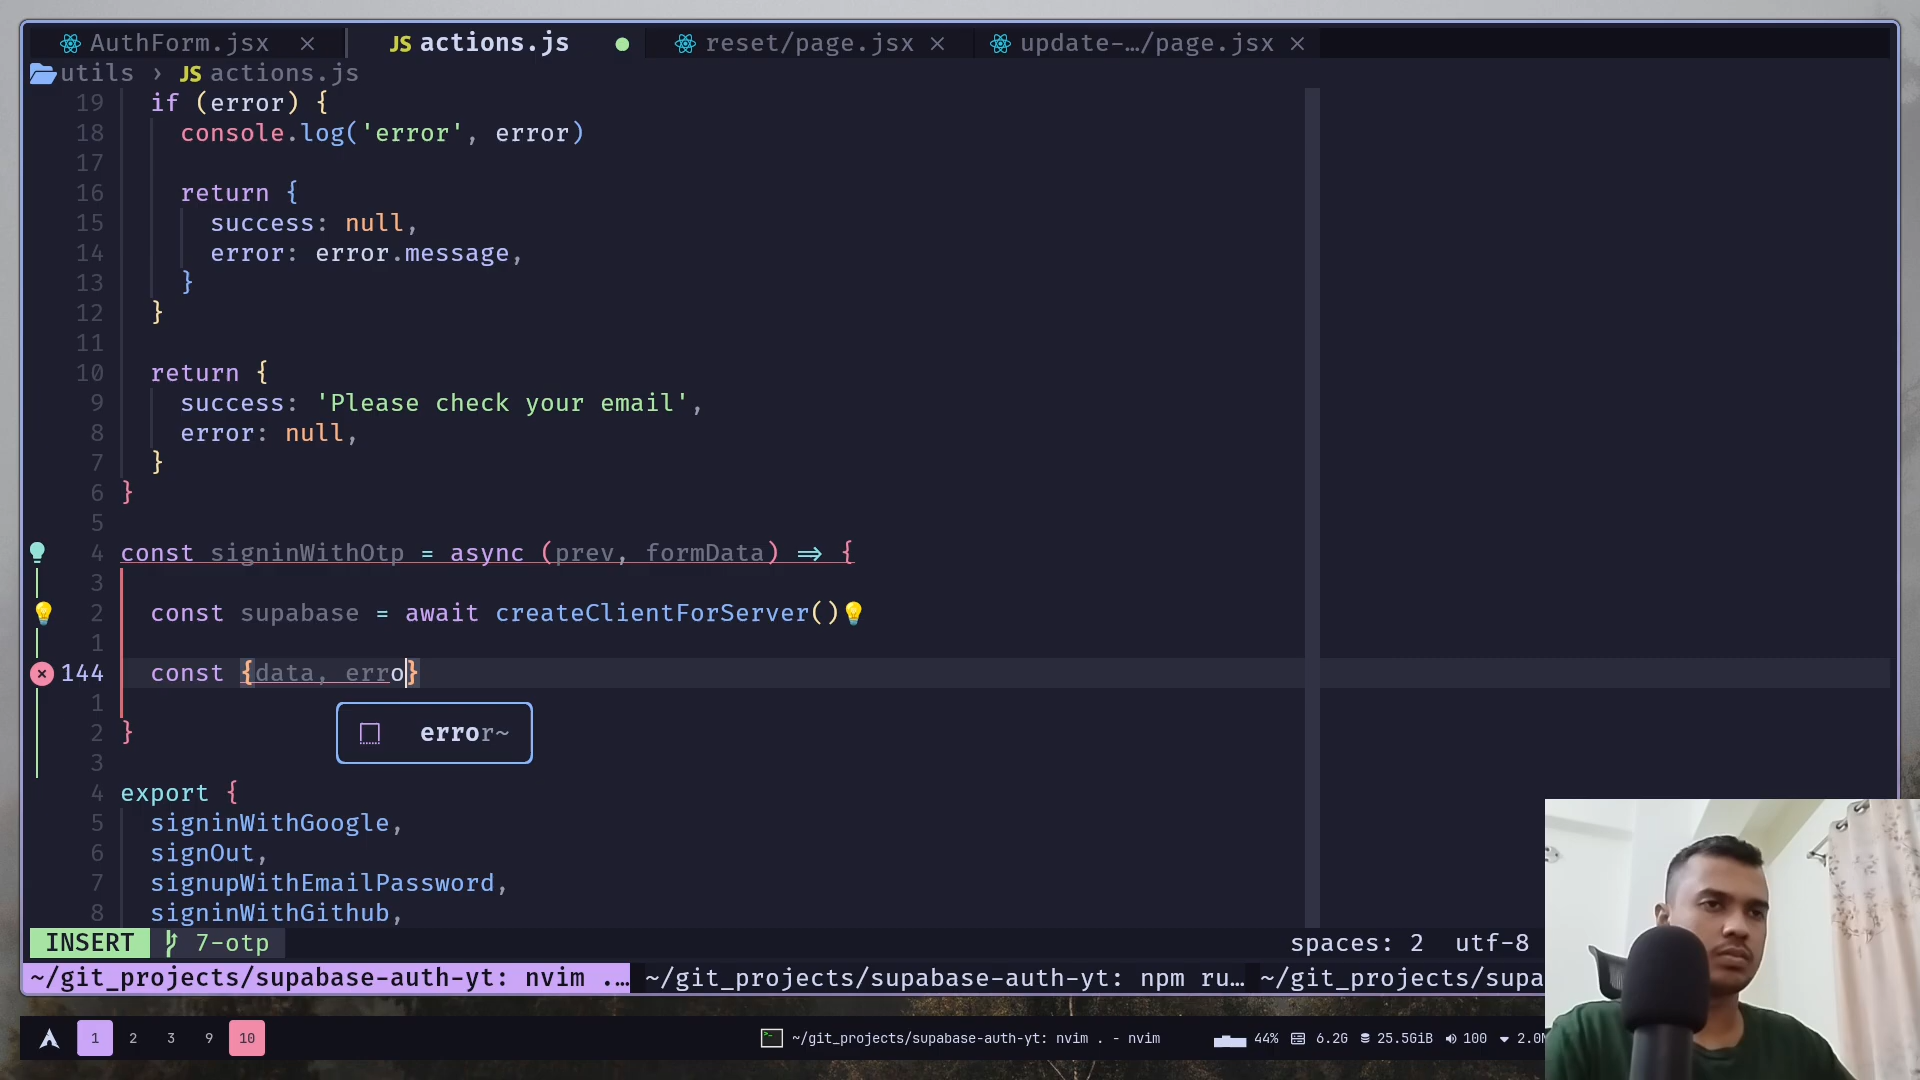 AuthForm.jsx × JS actions.js ● reset/page.jsx × update-…/page.jsx ×
utils › JS actions.js
19 if (error) {
18 console.log('error', error)
17
16 return {
15 success: null,
14 error: error.message,
13 }
12 }
11
10 return {
9 success: 'Please check your email',
8 error: null,
7 }
6 }
5
4 const signinWithOtp = async (prev, formData) ⇒ {
3
2 const supabase = await createClientForServer()
1
144 const {data, erro}
1
error~
2 }
3
4 export {
5 signinWithGoogle,
6 signOut,
7 signupWithEmailPassword,
8 signinWithGithub,
INSERT 7-otp spaces: 2 utf-8
~/git_projects/supabase-auth-yt: nvim .… ~/git_projects/supabase-auth-yt: npm ru… ~/git_projects/supa
1 2 3 9 10 ~/git_projects/supabase-auth-yt: nvim . - nvim 44% 6.2G 25.5GiB 100